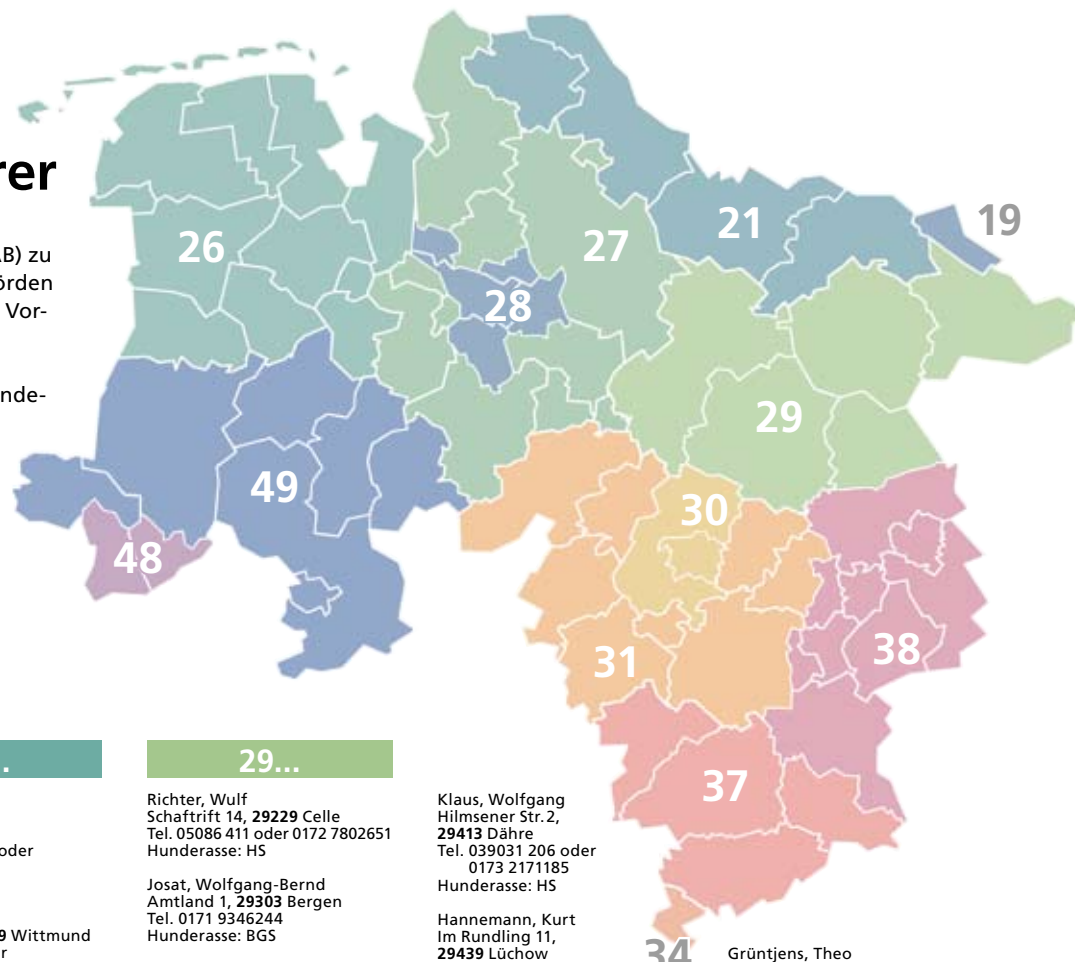 rer
AB) zu
örden
Vor-
nde-
26
27
21
19
28
29
49
48
30
31
38
37
34
.
oder
9 Wittmund
r
29...
Richter, Wulf
Schaftrift 14, 29229 Celle
Tel. 05086 411 oder 0172 7802651
Hunderasse: HS
Josat, Wolfgang-Bernd
Amtland 1, 29303 Bergen
Tel. 0171 9346244
Hunderasse: BGS
Klaus, Wolfgang
Hilmsener Str. 2,
29413 Dähre
Tel. 039031 206 oder
0173 2171185
Hunderasse: HS
Hannemann, Kurt
Im Rundling 11,
29439 Lüchow
Grüntjens, Theo